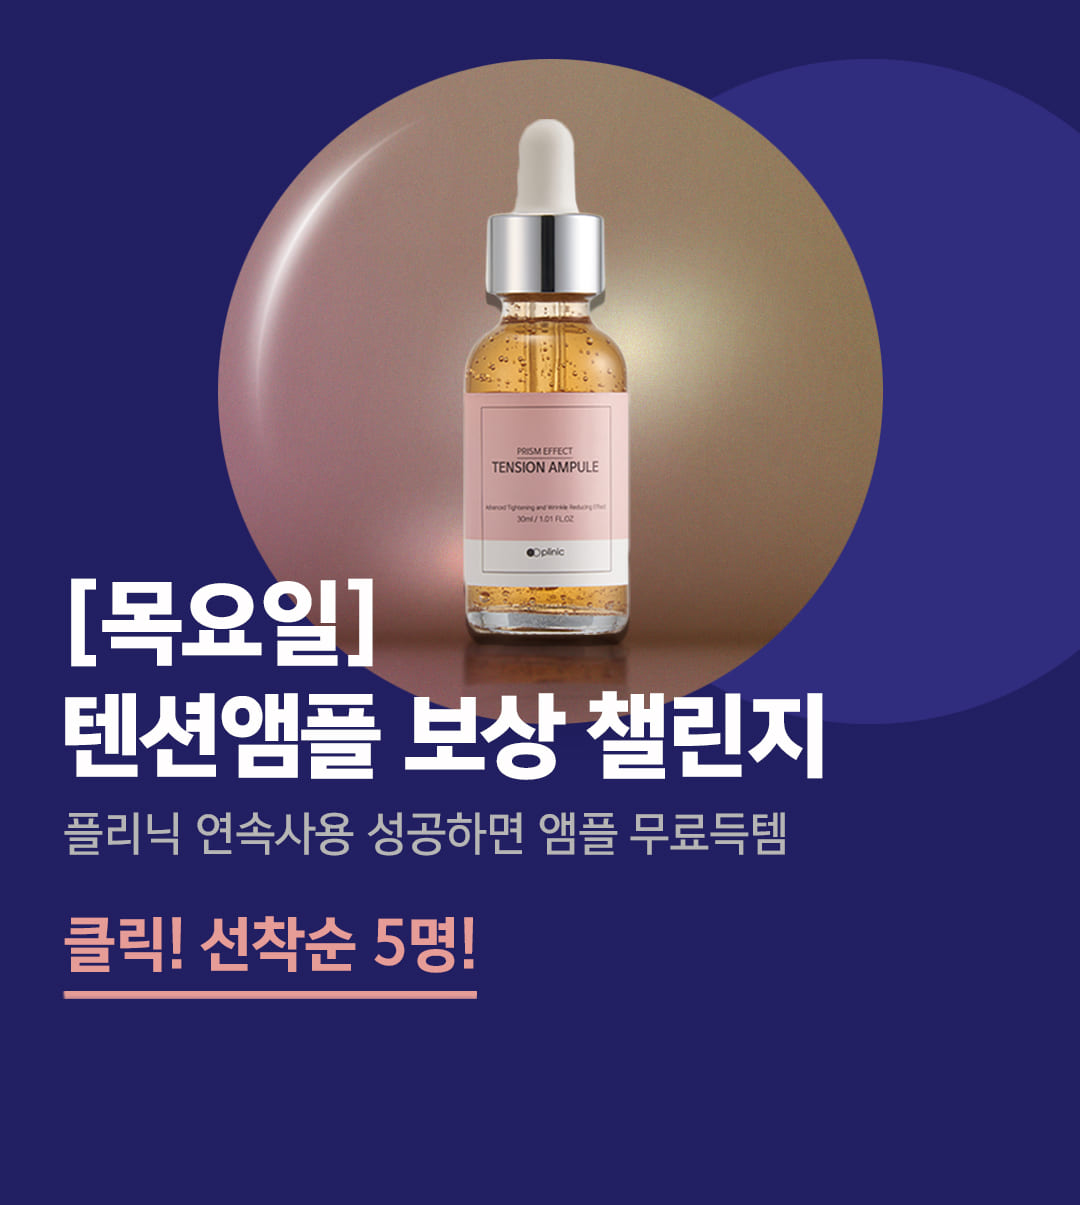 PRISM EFFECT
TENSION AMPULE
Advanced Tightening and Wrinkle Reducing Effect
30ml / 1.01 FL.OZ
plinic
[목요일]
텐션앰플 보상 챌린지
플리닉 연속사용 성공하면 앰플 무료득템
클릭! 선착순 5명!